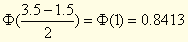 Φ((3.5-1.5)/2) = Φ(1) = 0.8413